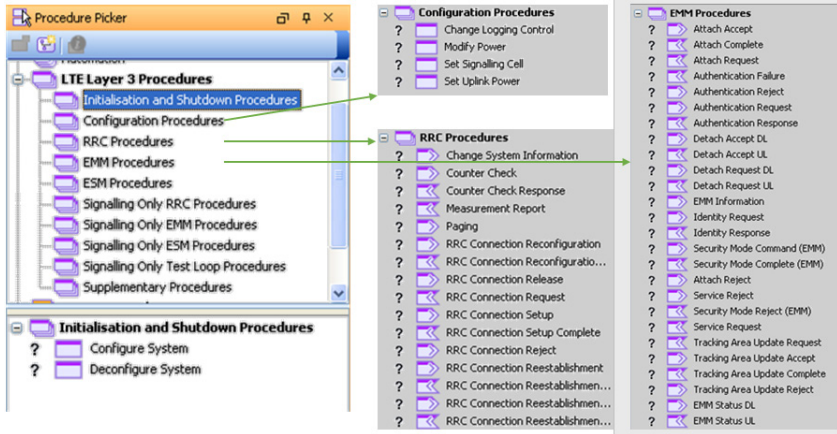 Procedure Picker
Automation
LTE Layer 3 Procedures
Initialisation and Shutdown Procedures
Configuration Procedures
RRC Procedures
EMM Procedures
ESM Procedures
Signalling Only RRC Procedures
Signalling Only EMM Procedures
Signalling Only ESM Procedures
Signalling Only Test Loop Procedures
Supplementary Procedures
Initialisation and Shutdown Procedures
? Configure System
? Deconfigure System
Configuration Procedures
? Change Logging Control
? Modify Power
? Set Signalling Cell
? Set Uplink Power
RRC Procedures
? Change System Information
? Counter Check
? Counter Check Response
? Measurement Report
? Paging
? RRC Connection Reconfiguration
? RRC Connection Reconfiguratio...
? RRC Connection Release
? RRC Connection Request
? RRC Connection Setup
? RRC Connection Setup Complete
? RRC Connection Reject
? RRC Connection Reestablishment
? RRC Connection Reestablishmen...
? RRC Connection Reestablishmen...
? RRC Connection Reestablishmen...
EMM Procedures
? Attach Accept
? Attach Complete
? Attach Request
? Authentication Failure
? Authentication Reject
? Authentication Request
? Authentication Response
? Detach Accept DL
? Detach Accept UL
? Detach Request DL
? Detach Request UL
? EMM Information
? Identity Request
? Identity Response
? Security Mode Command (EMM)
? Security Mode Complete (EMM)
? Attach Reject
? Service Reject
? Security Mode Reject (EMM)
? Service Request
? Tracking Area Update Request
? Tracking Area Update Accept
? Tracking Area Update Complete
? Tracking Area Update Reject
? EMM Status DL
? EMM Status UL